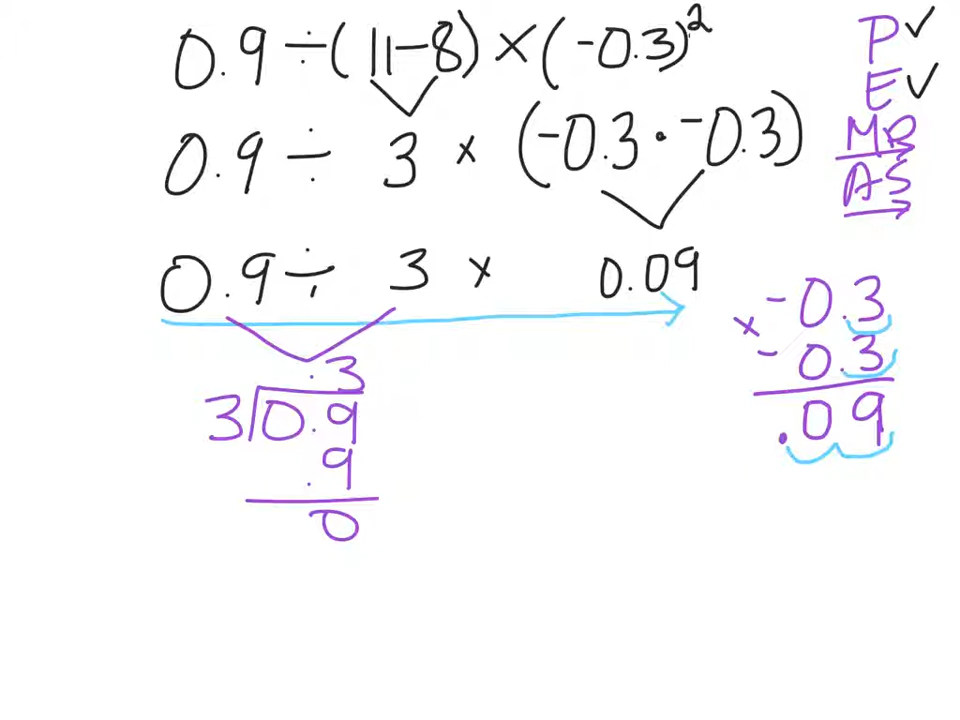 0.9 ÷ (11-8) × (-0.3)²
0.9 ÷ 3 × (-0.3 · -0.3)
0.9 ÷ 3 × 0.09
.3
3)0.9
.9
0
P✓
E✓
MD
AS
-0.3
× -0.3
.09